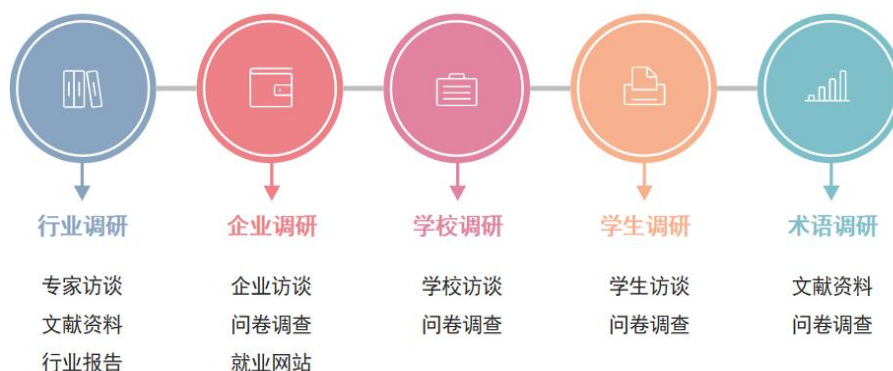 行业调研
企业调研
学校调研
学生调研
术语调研
专家访谈
企业访谈
学校访谈
学生访谈
文献资料
文献资料
问卷调查
问卷调查
问卷调查
问卷调查
行业报告
就业网站